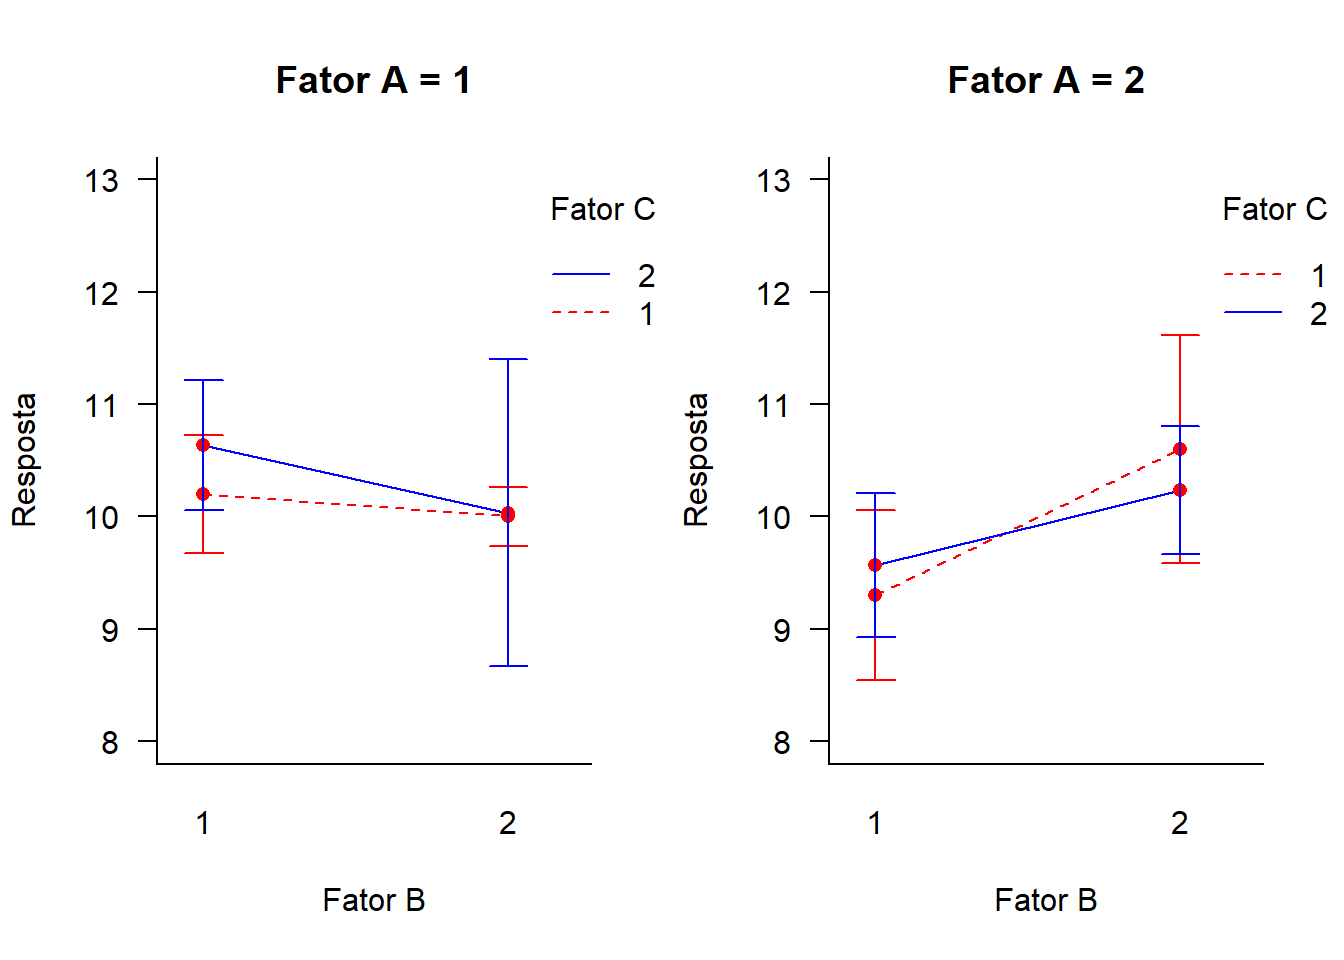 Fator A = 1
13
12
11
10
9
8
Resposta
Fator C
2
1
1
2
Fator B
Fator A = 2
13
12
11
10
9
8
Resposta
Fator C
1
2
1
2
Fator B